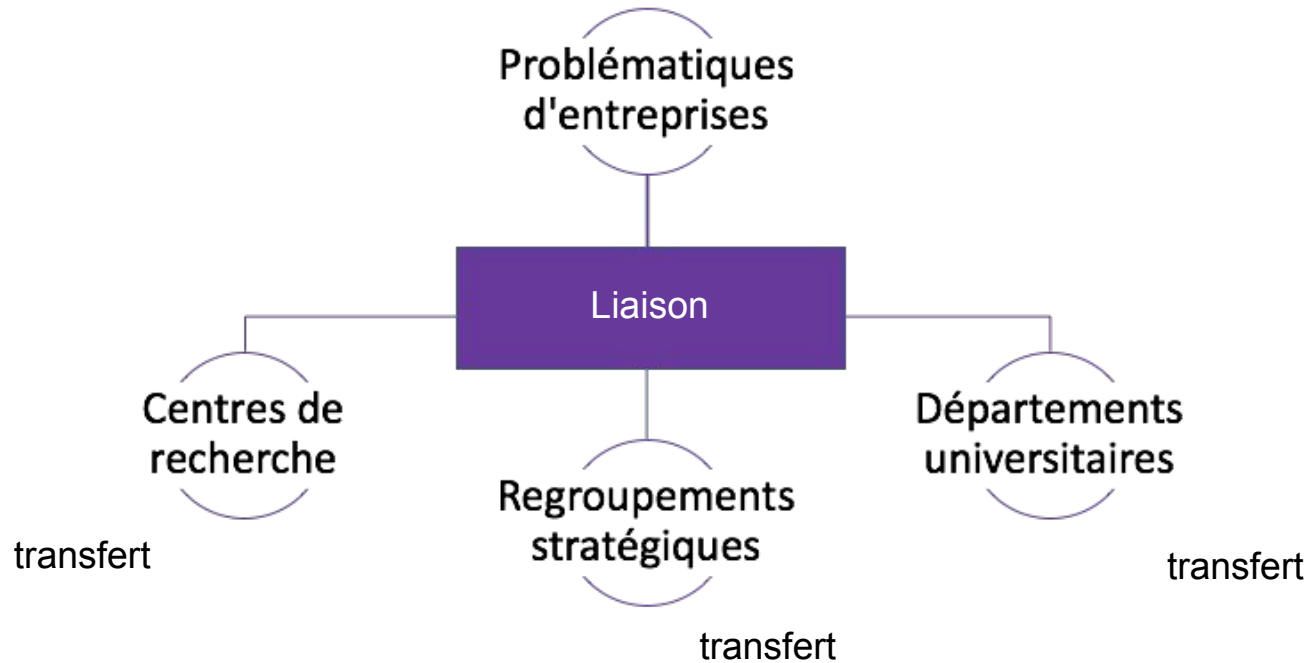 Problématiques
d'entreprises
Liaison
Centres de
recherche
Regroupements
stratégiques
Départements
universitaires
transfert
transfert
transfert